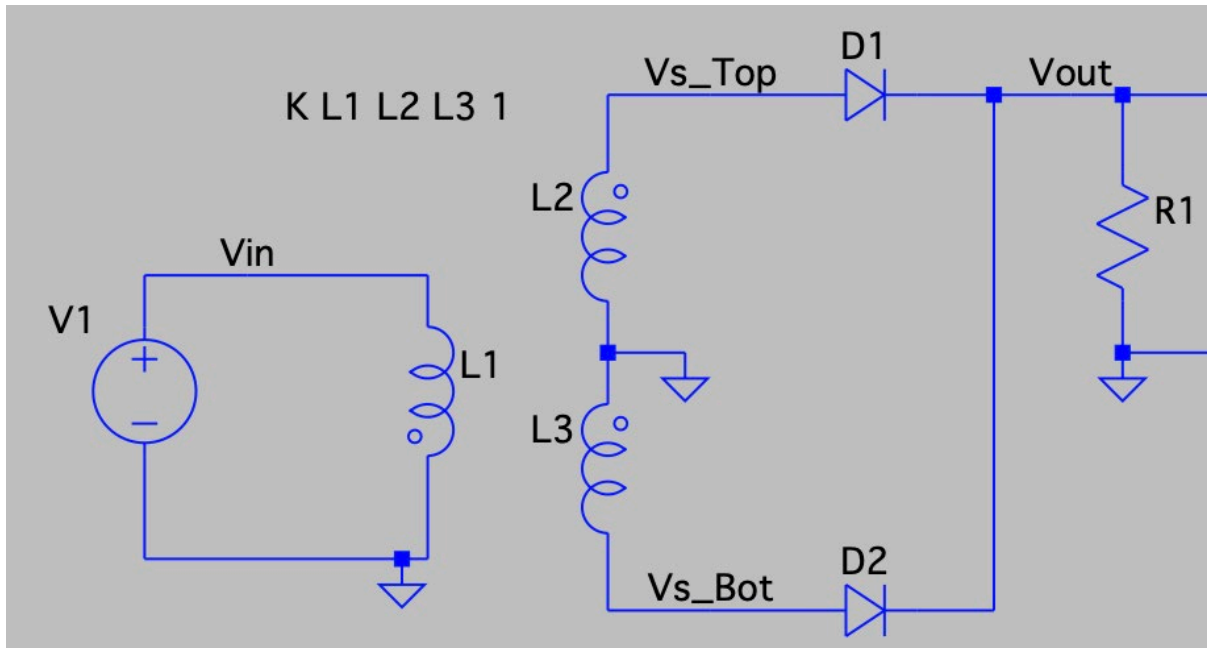 D1
Vs_Top
Vout
K L1 L2 L3 1
L2
R1
Vin
V1
L1
L3
D2
Vs_Bot